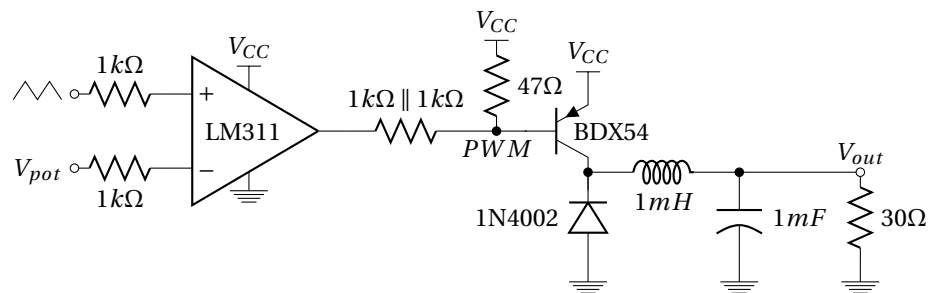 V_CC
V_CC
1kΩ
V_CC
47Ω
1kΩ ∥ 1kΩ
+
LM311
BDX54
PWM
V_pot
−
V_out
1kΩ
1mH
1N4002
1mF
30Ω